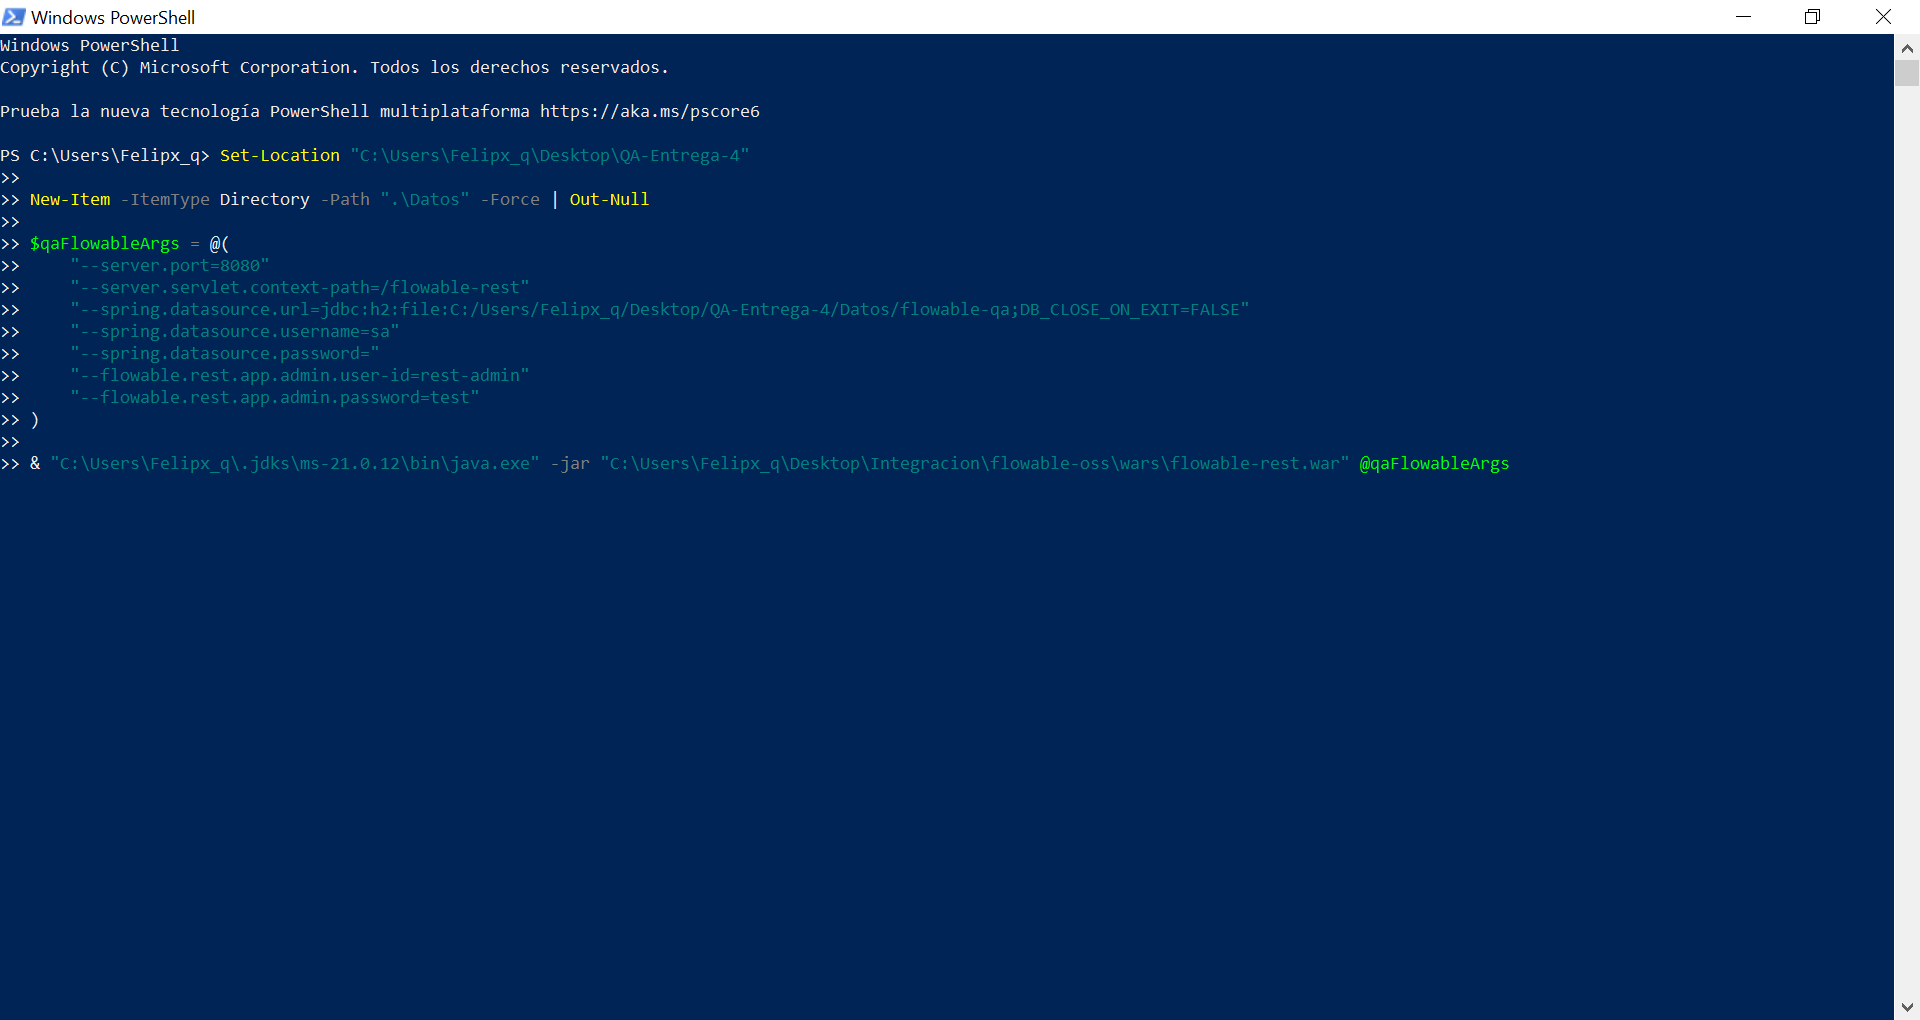 Windows PowerShell
Windows PowerShell
Copyright (C) Microsoft Corporation. Todos los derechos reservados.
Prueba la nueva tecnología PowerShell multiplataforma https://aka.ms/pscore6
PS C:\Users\Felipx_q> Set-Location "C:\Users\Felipx_q\Desktop\QA-Entrega-4"
>>
>> New-Item -ItemType Directory -Path ".\Datos" -Force | Out-Null
>>
>> $qaFlowableArgs = @(
>>     "--server.port=8080"
>>     "--server.servlet.context-path=/flowable-rest"
>>     "--spring.datasource.url=jdbc:h2:file:C:/Users/Felipx_q/Desktop/QA-Entrega-4/Datos/flowable-qa;DB_CLOSE_ON_EXIT=FALSE"
>>     "--spring.datasource.username=sa"
>>     "--spring.datasource.password="
>>     "--flowable.rest.app.admin.user-id=rest-admin"
>>     "--flowable.rest.app.admin.password=test"
>> )
>>
>> & "C:\Users\Felipx_q\.jdks\ms-21.0.12\bin\java.exe" -jar "C:\Users\Felipx_q\Desktop\Integracion\flowable-oss\wars\flowable-rest.war" @qaFlowableArgs